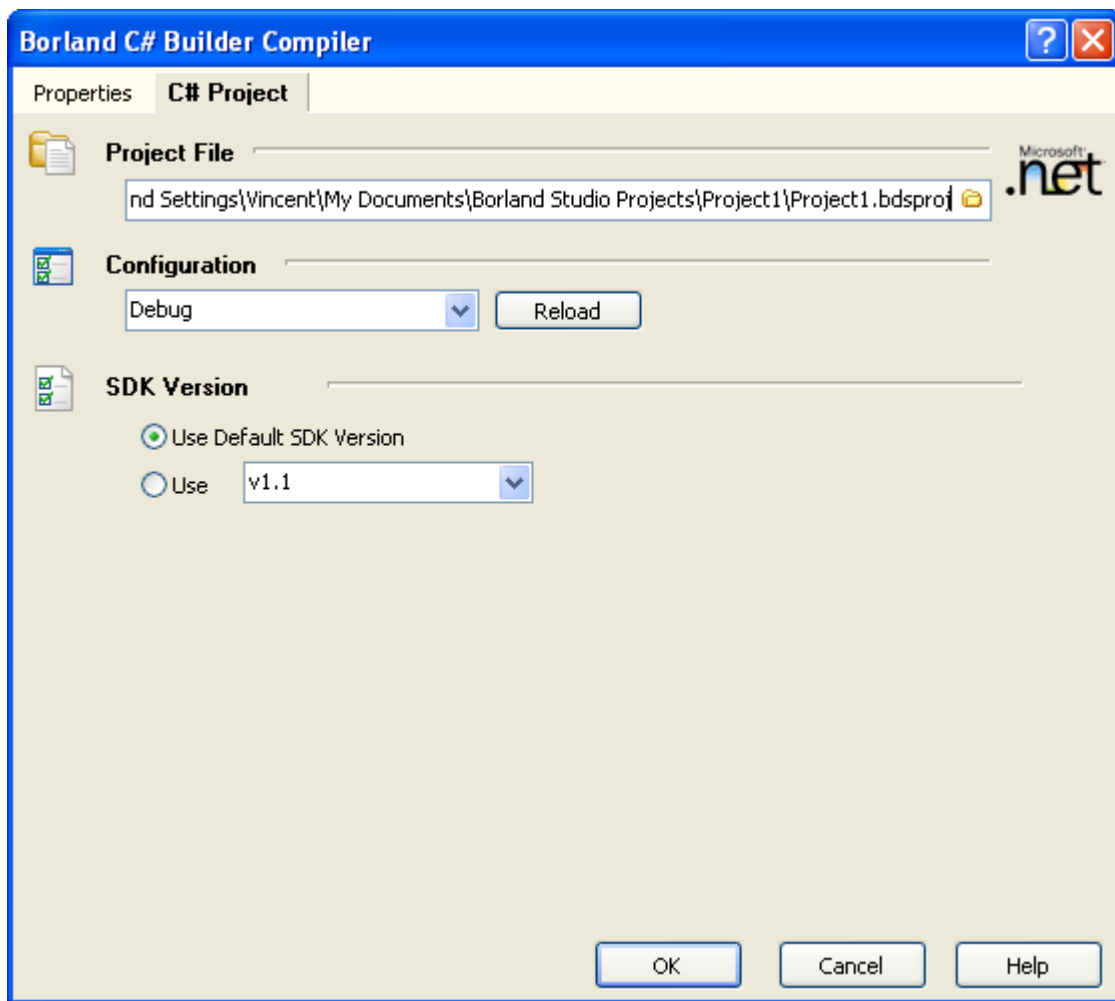 Borland C# Builder Compiler
Properties C# Project
Project File
Microsoft
.net
nd Settings\Vincent\My Documents\Borland Studio Projects\Project1\Project1.bdsproj
Configuration
Debug Reload
SDK Version
Use Default SDK Version
Use v1.1
OK Cancel Help